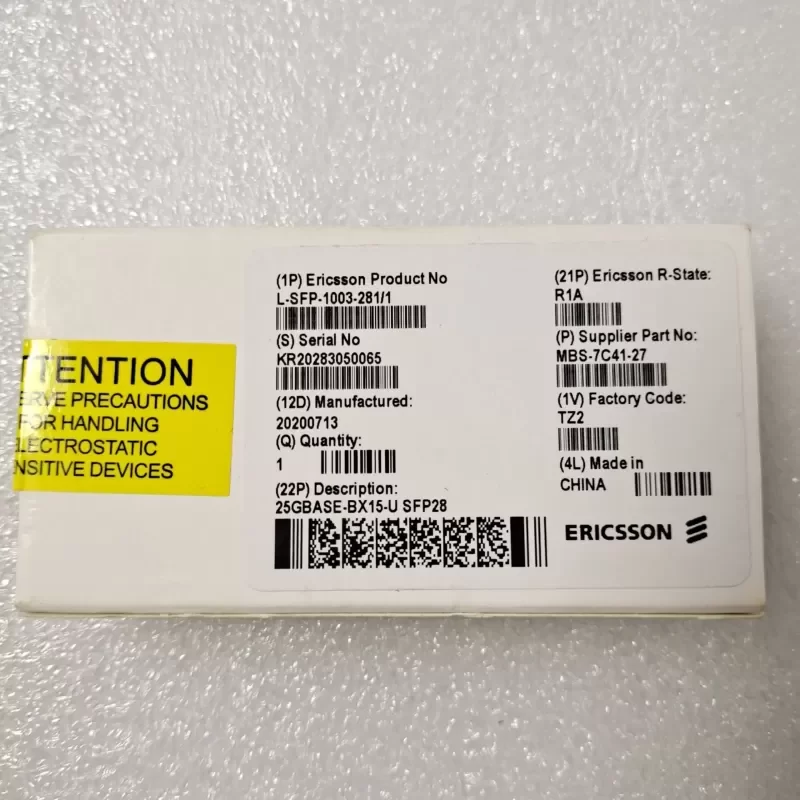 TTENTION
ERVE PRECAUTIONS
FOR HANDLING
LECTROSTATIC
NSITIVE DEVICES
(1P) Ericsson Product No
L-SFP-1003-281/1
(S) Serial No
KR20283050065
(12D) Manufactured:
20200713
(Q) Quantity:
1
(22P) Description:
25GBASE-BX15-U SFP28
(21P) Ericsson R-State:
R1A
(P) Supplier Part No:
MBS-7C41-27
(1V) Factory Code:
TZ2
(4L) Made in
CHINA
ERICSSON